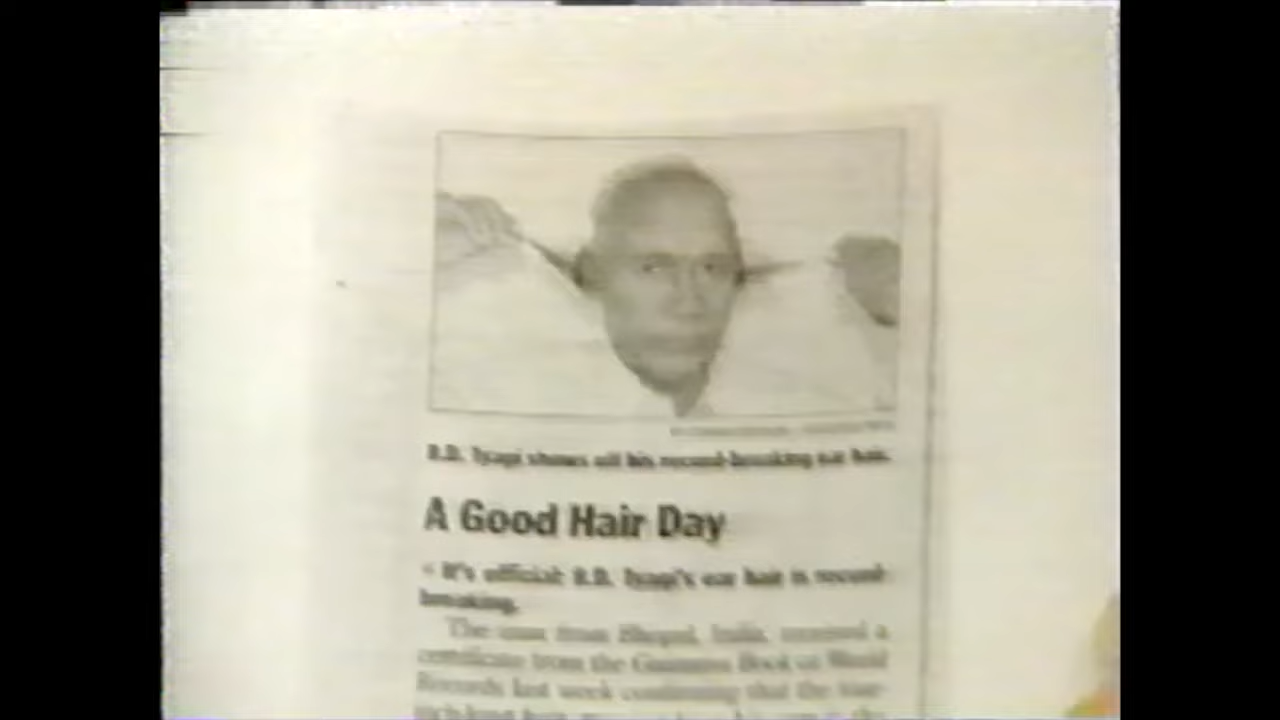 B.D. Tyagi shows off his record-breaking ear hair.
A Good Hair Day
It's official: B.D. Tyagi's ear hair is record-
breaking.
The man from Bhopal, India, received a
certificate from the Guinness Book of World
Records last week confirming that the four-